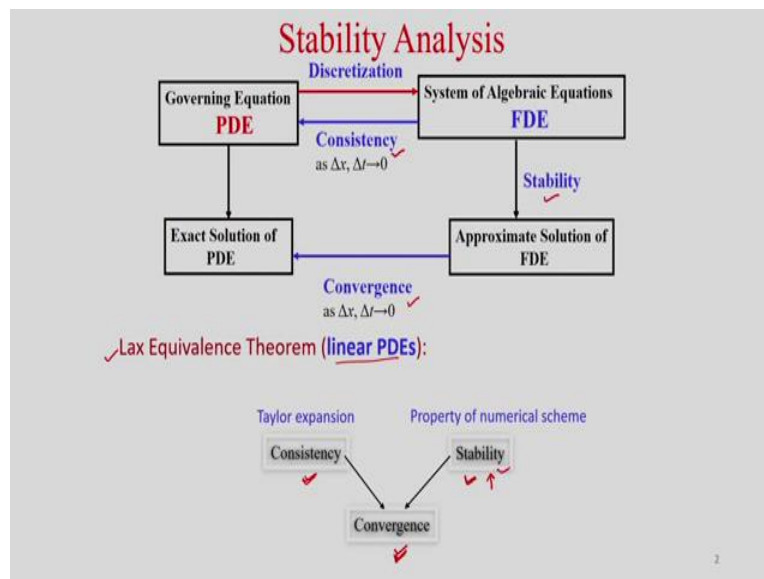 Stability Analysis
Discretization
Governing Equation
PDE
System of Algebraic Equations
FDE
Consistency
as Δx, Δt→0
Stability
Exact Solution of
PDE
Approximate Solution of
FDE
Convergence
as Δx, Δt→0
Lax Equivalence Theorem (linear PDEs):
Taylor expansion
Property of numerical scheme
Consistency
Stability
Convergence
2